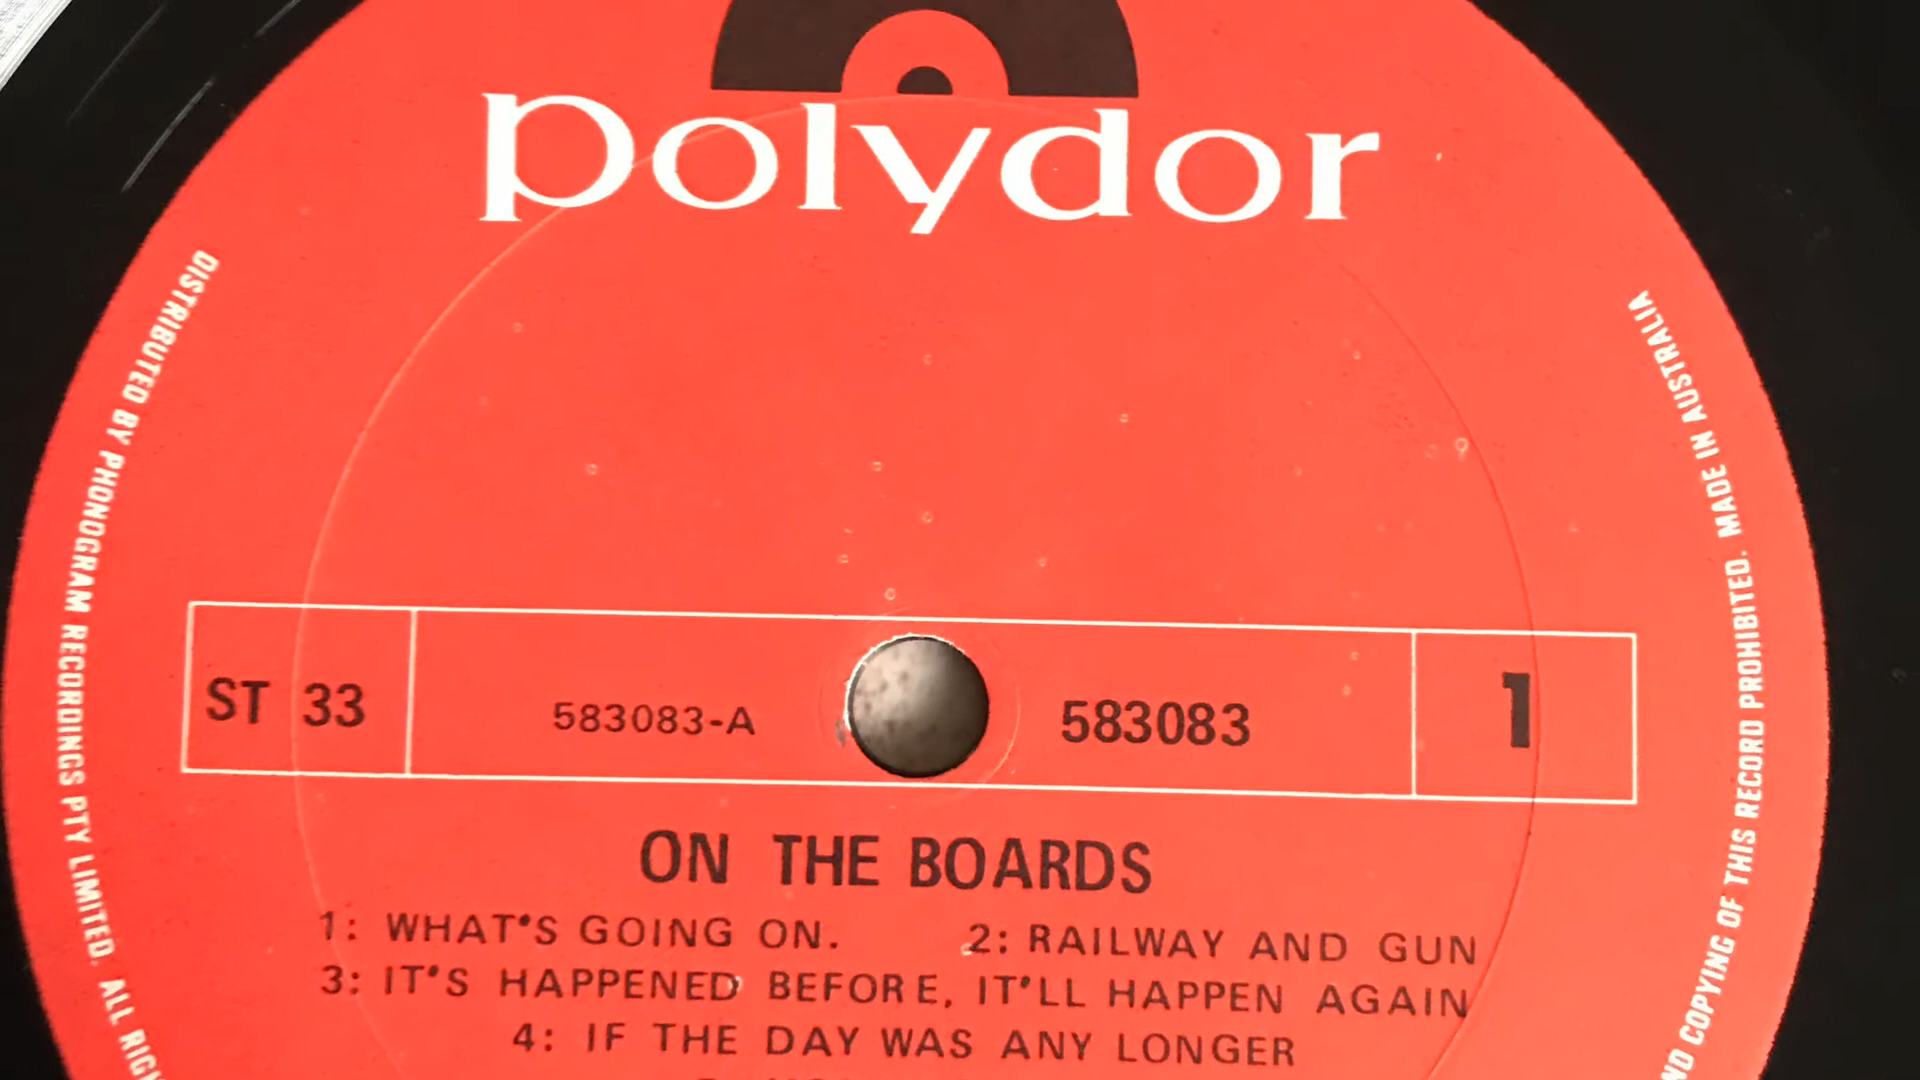 polydor
DISTRIBUTED BY PHONOGRAM RECORDINGS PTY LIMITED. ALL
COPYING OF THIS RECORD PROHIBITED. MADE IN AUSTRALIA
ST 33 583083-A 583083 1
ON THE BOARDS
1: WHAT'S GOING ON. 2: RAILWAY AND GUN
3: IT'S HAPPENED BEFORE, IT'LL HAPPEN AGAIN
4: IF THE DAY WAS ANY LONGER